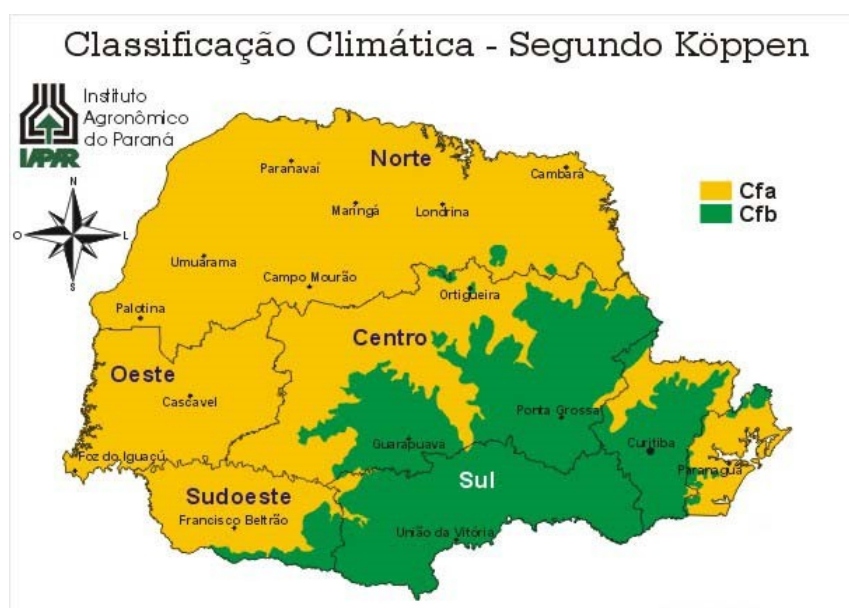 Classificação Climática - Segundo Köppen
Instituto
Agronômico
do Paraná
IAPAR
N
O
L
S
Cfa
Cfb
Norte
Paranavaí
Cambará
Maringá
Londrina
Umuarama
Campo Mourão
Ortigueira
Palotina
Centro
Oeste
Cascavel
Ponta Grossa
Guarapuava
Curitiba
Foz do Iguaçú
Paranaguá
Sul
Sudoeste
Francisco Beltrão
União da Vitória